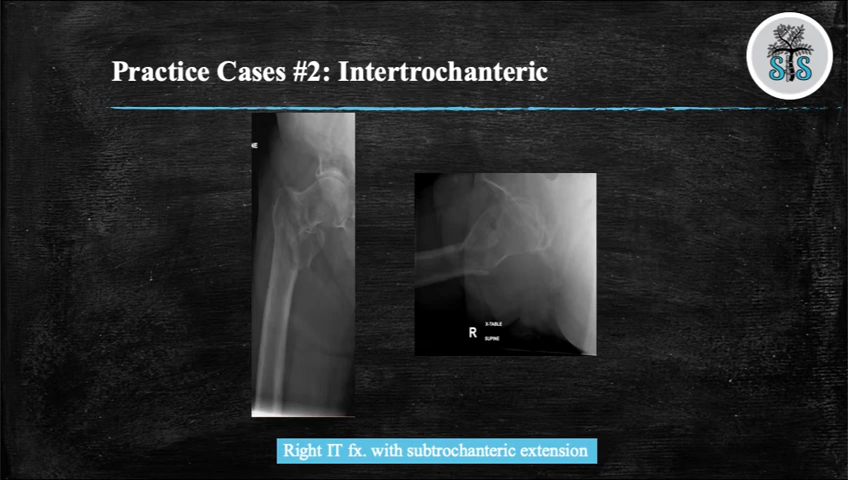 Practice Cases #2: Intertrochanteric
STS
R
X-TABLE
SUPINE
Right IT fx. with subtrochanteric extension